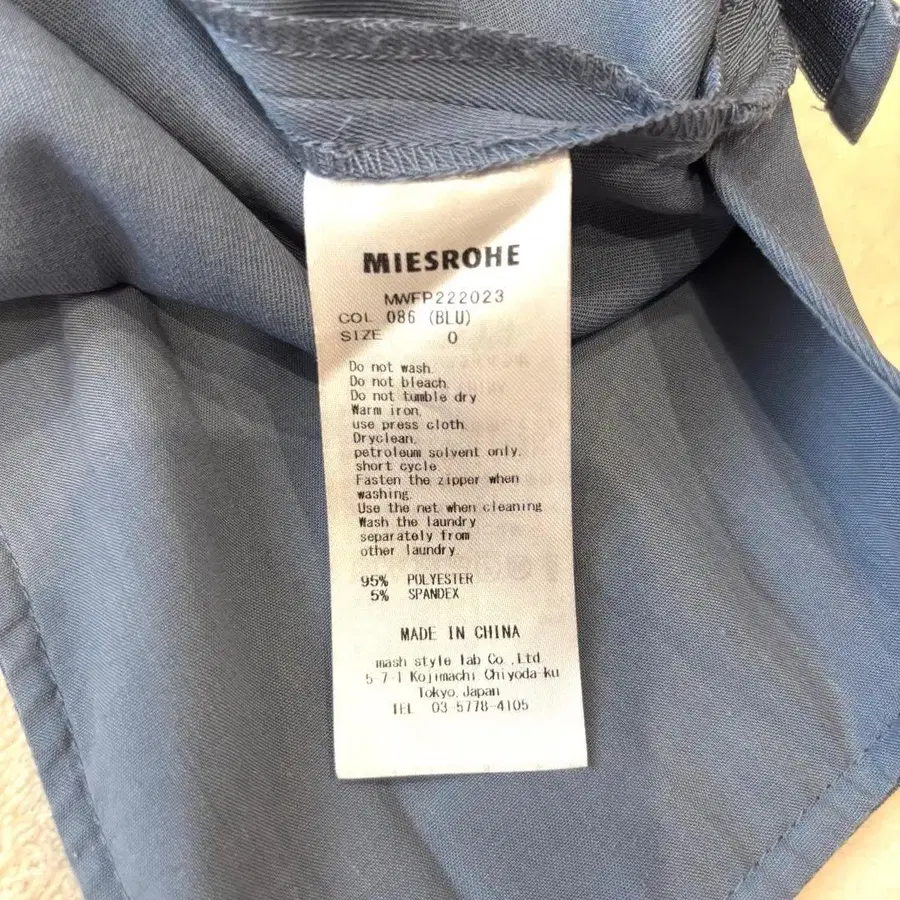 MIESROHE
MWFP222023
COL 086 (BLU)
SIZE 0
Do not wash.
Do not bleach.
Do not tumble dry
Warm iron,
use press cloth.
Dryclean,
petroleum solvent only,
short cycle.
Fasten the zipper when
washing.
Use the net when cleaning
Wash the laundry
separately from
other laundry.
95% POLYESTER
5% SPANDEX
MADE IN CHINA
mash style lab Co.,Ltd.
5-7-1 Kojimachi, Chiyoda-ku
Tokyo, Japan
TEL 03-5778-4105